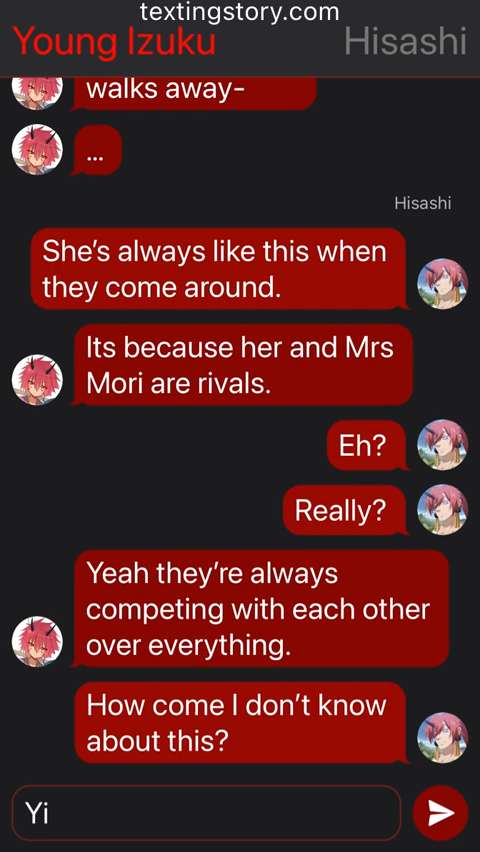 textingstory.com
Young Izuku
Hisashi
walks away-
...
Hisashi
She's always like this when
they come around.
Its because her and Mrs
Mori are rivals.
Eh?
Really?
Yeah they're always
competing with each other
over everything.
How come I don't know
about this?
Yi